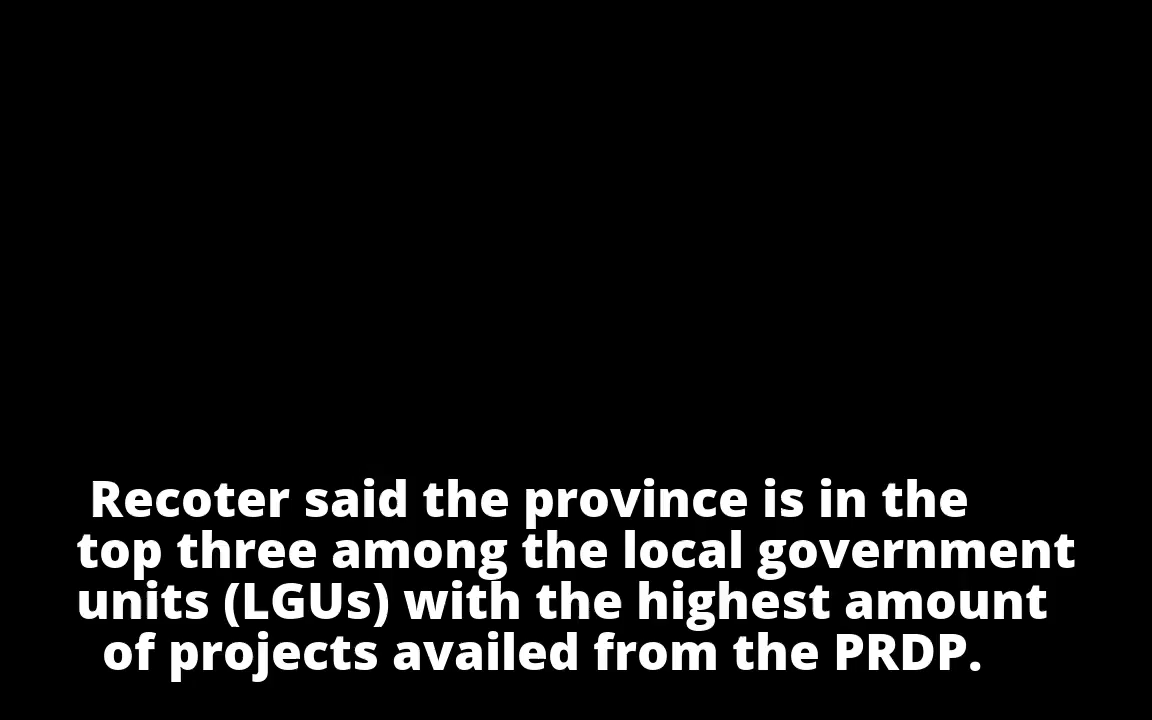 Recoter said the province is in the
top three among the local government
units (LGUs) with the highest amount
of projects availed from the PRDP.